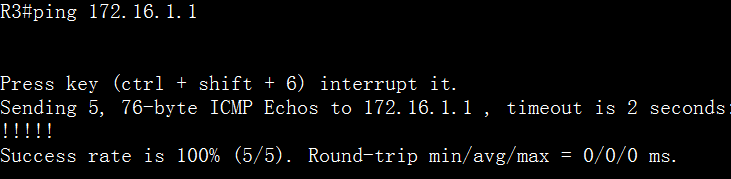 R3#ping 172.16.1.1
Press key (ctrl + shift + 6) interrupt it.
Sending 5, 76-byte ICMP Echos to 172.16.1.1 , timeout is 2 seconds:
!!!!!
Success rate is 100% (5/5). Round-trip min/avg/max = 0/0/0 ms.